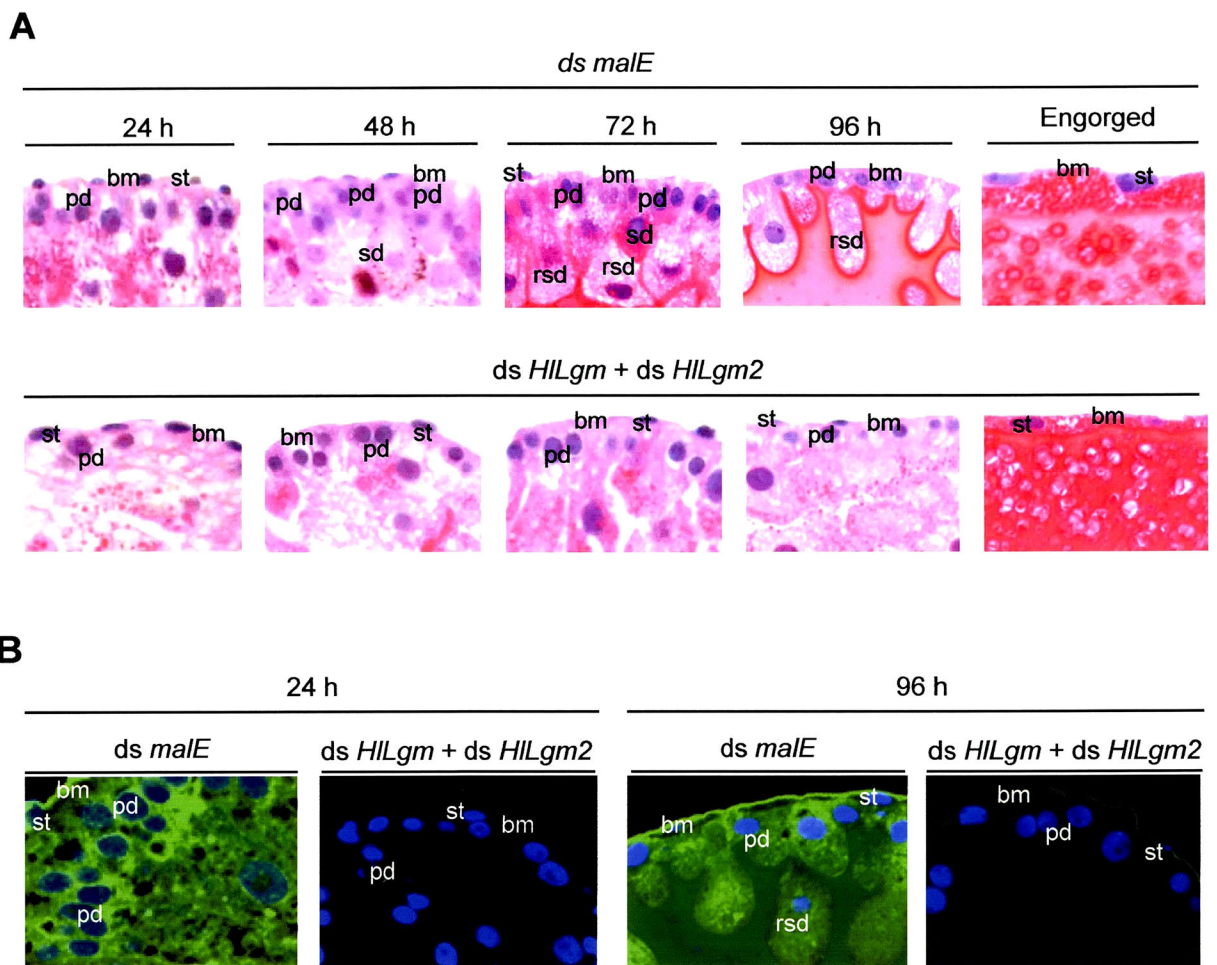 A
ds malE
24 h 48 h 72 h 96 h Engorged
bm st pd
bm pd pd pd sd
st bm pd pd sd rsd rsd
pd bm rsd
bm st
ds HlLgm + ds HlLgm2
st bm pd
bm pd st
bm st pd
st pd bm
st bm
B
24 h 96 h
ds malE ds HlLgm + ds HlLgm2 ds malE ds HlLgm + ds HlLgm2
bm pd st pd
st bm pd
st bm pd rsd
bm pd st